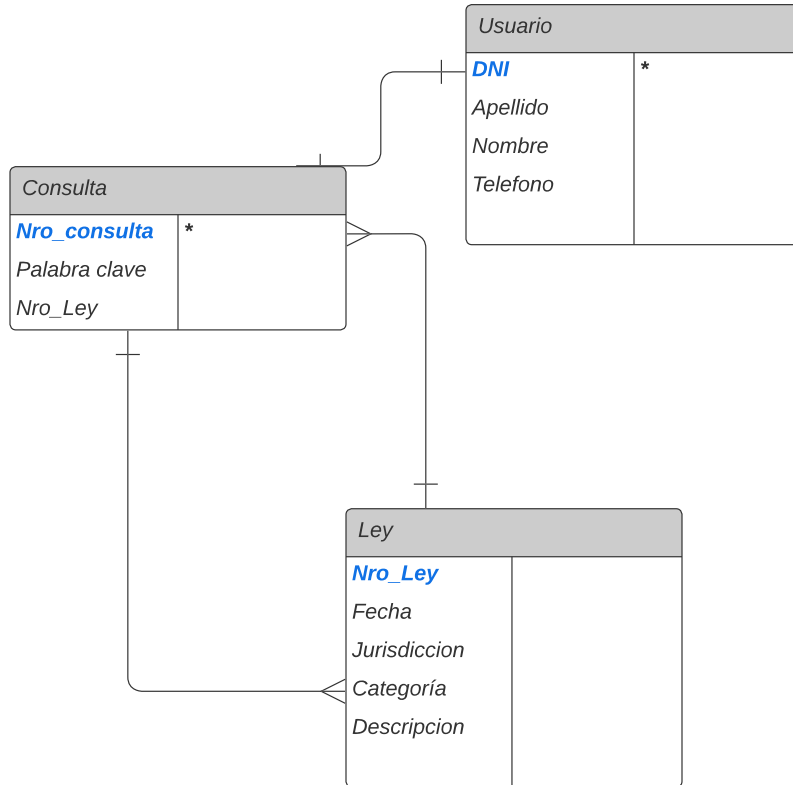 Usuario
DNI *
Apellido
Nombre
Telefono
Consulta
Nro_consulta *
Palabra clave
Nro_Ley
Ley
Nro_Ley
Fecha
Jurisdiccion
Categoría
Descripcion